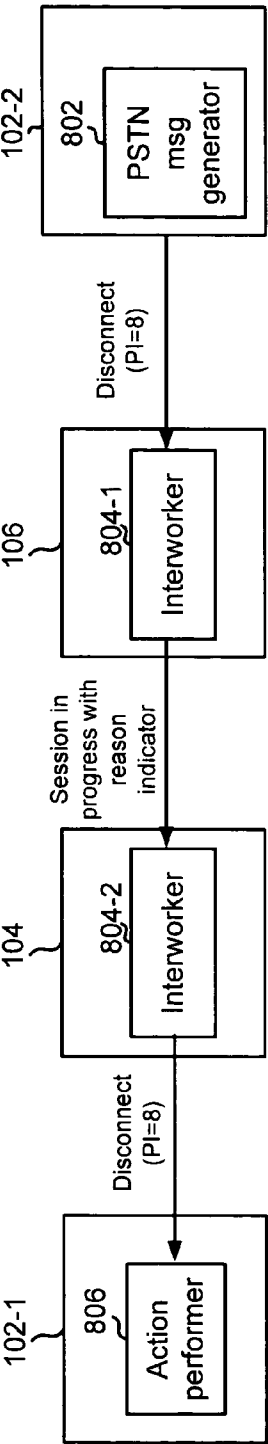 102-1
806
Action
performer
Disconnect
(PI=8)
104
804-2
Interworker
Session in
progress with
reason
indicator
106
804-1
Interworker
Disconnect
(PI=8)
102-2
802
PSTN
msg
generator